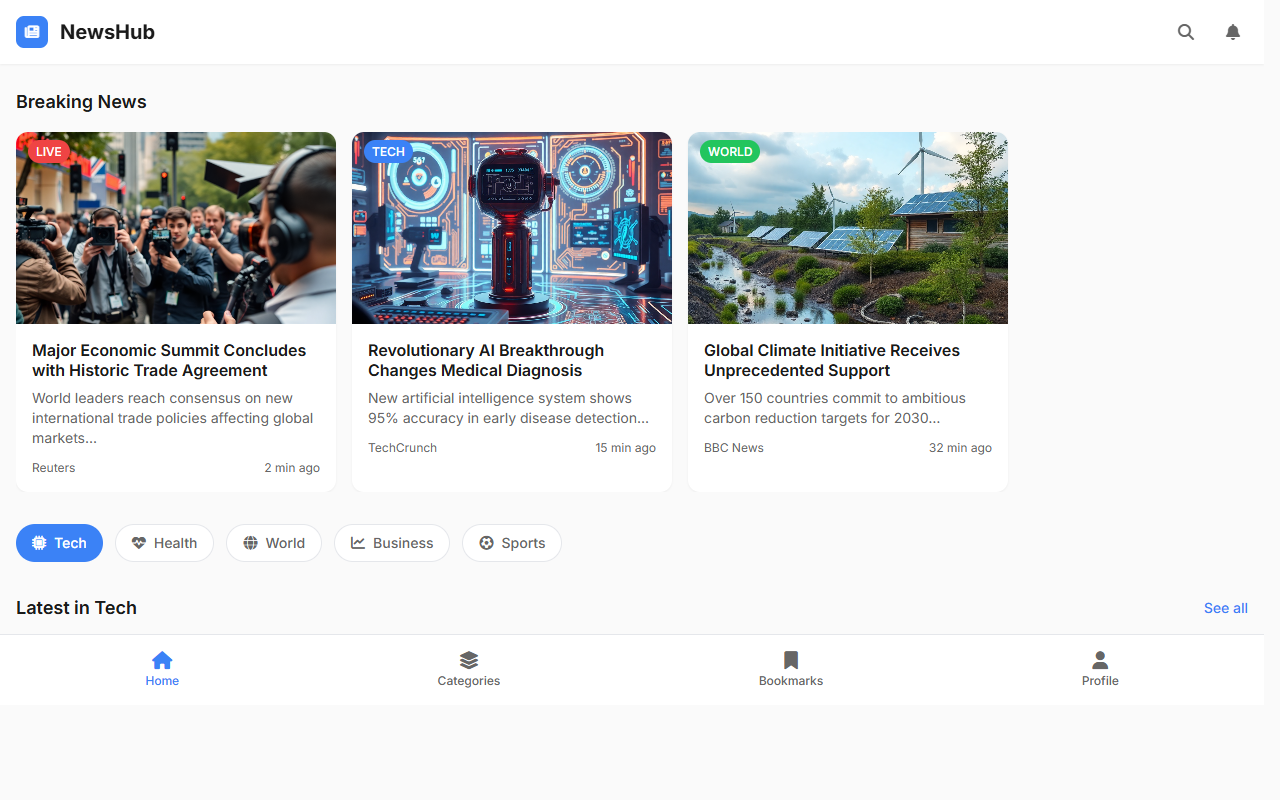 NewsHub
Breaking News
LIVE
Major Economic Summit Concludes
with Historic Trade Agreement
World leaders reach consensus on new
international trade policies affecting global
markets...
Reuters
2 min ago
TECH
Revolutionary AI Breakthrough
Changes Medical Diagnosis
New artificial intelligence system shows
95% accuracy in early disease detection...
TechCrunch
15 min ago
WORLD
Global Climate Initiative Receives
Unprecedented Support
Over 150 countries commit to ambitious
carbon reduction targets for 2030...
BBC News
32 min ago
Tech
Health
World
Business
Sports
Latest in Tech
See all
Home
Categories
Bookmarks
Profile